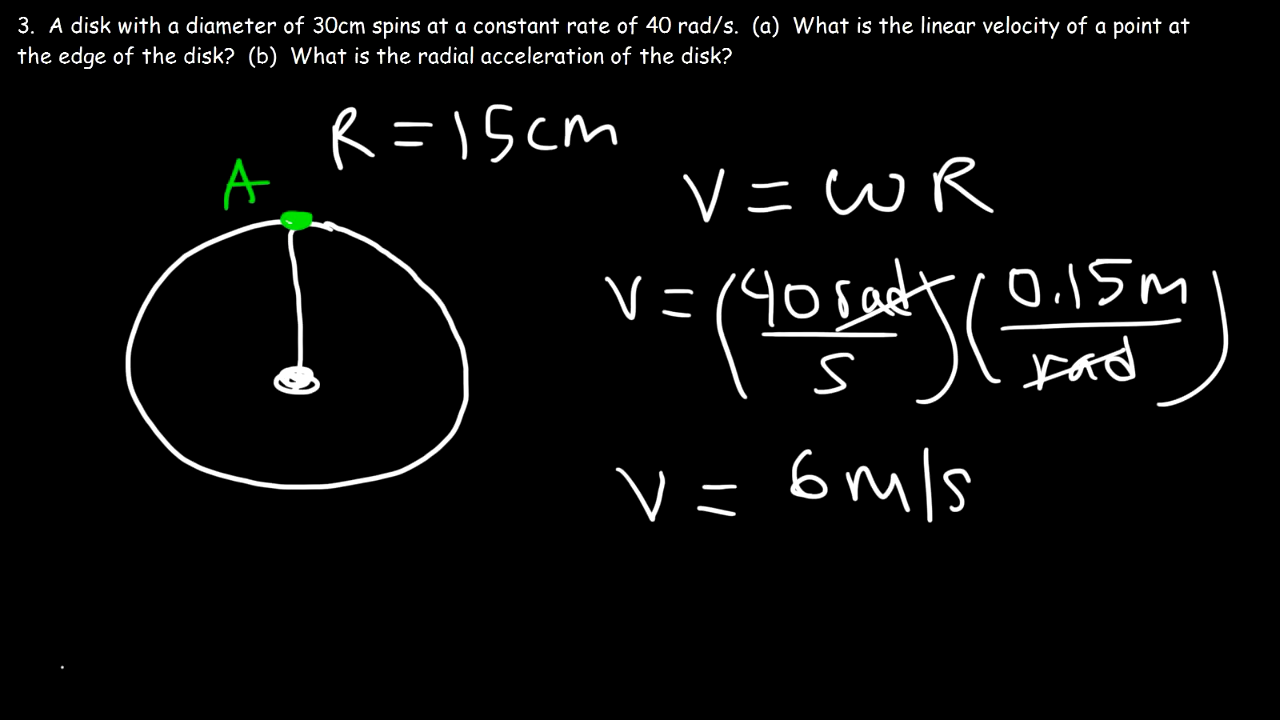 3. A disk with a diameter of 30cm spins at a constant rate of 40 rad/s. (a) What is the linear velocity of a point at
the edge of the disk? (b) What is the radial acceleration of the disk?
R = 15cm
A
V = ωR
V = (40 rad/s) (0.15m/rad)
V = 6m/s